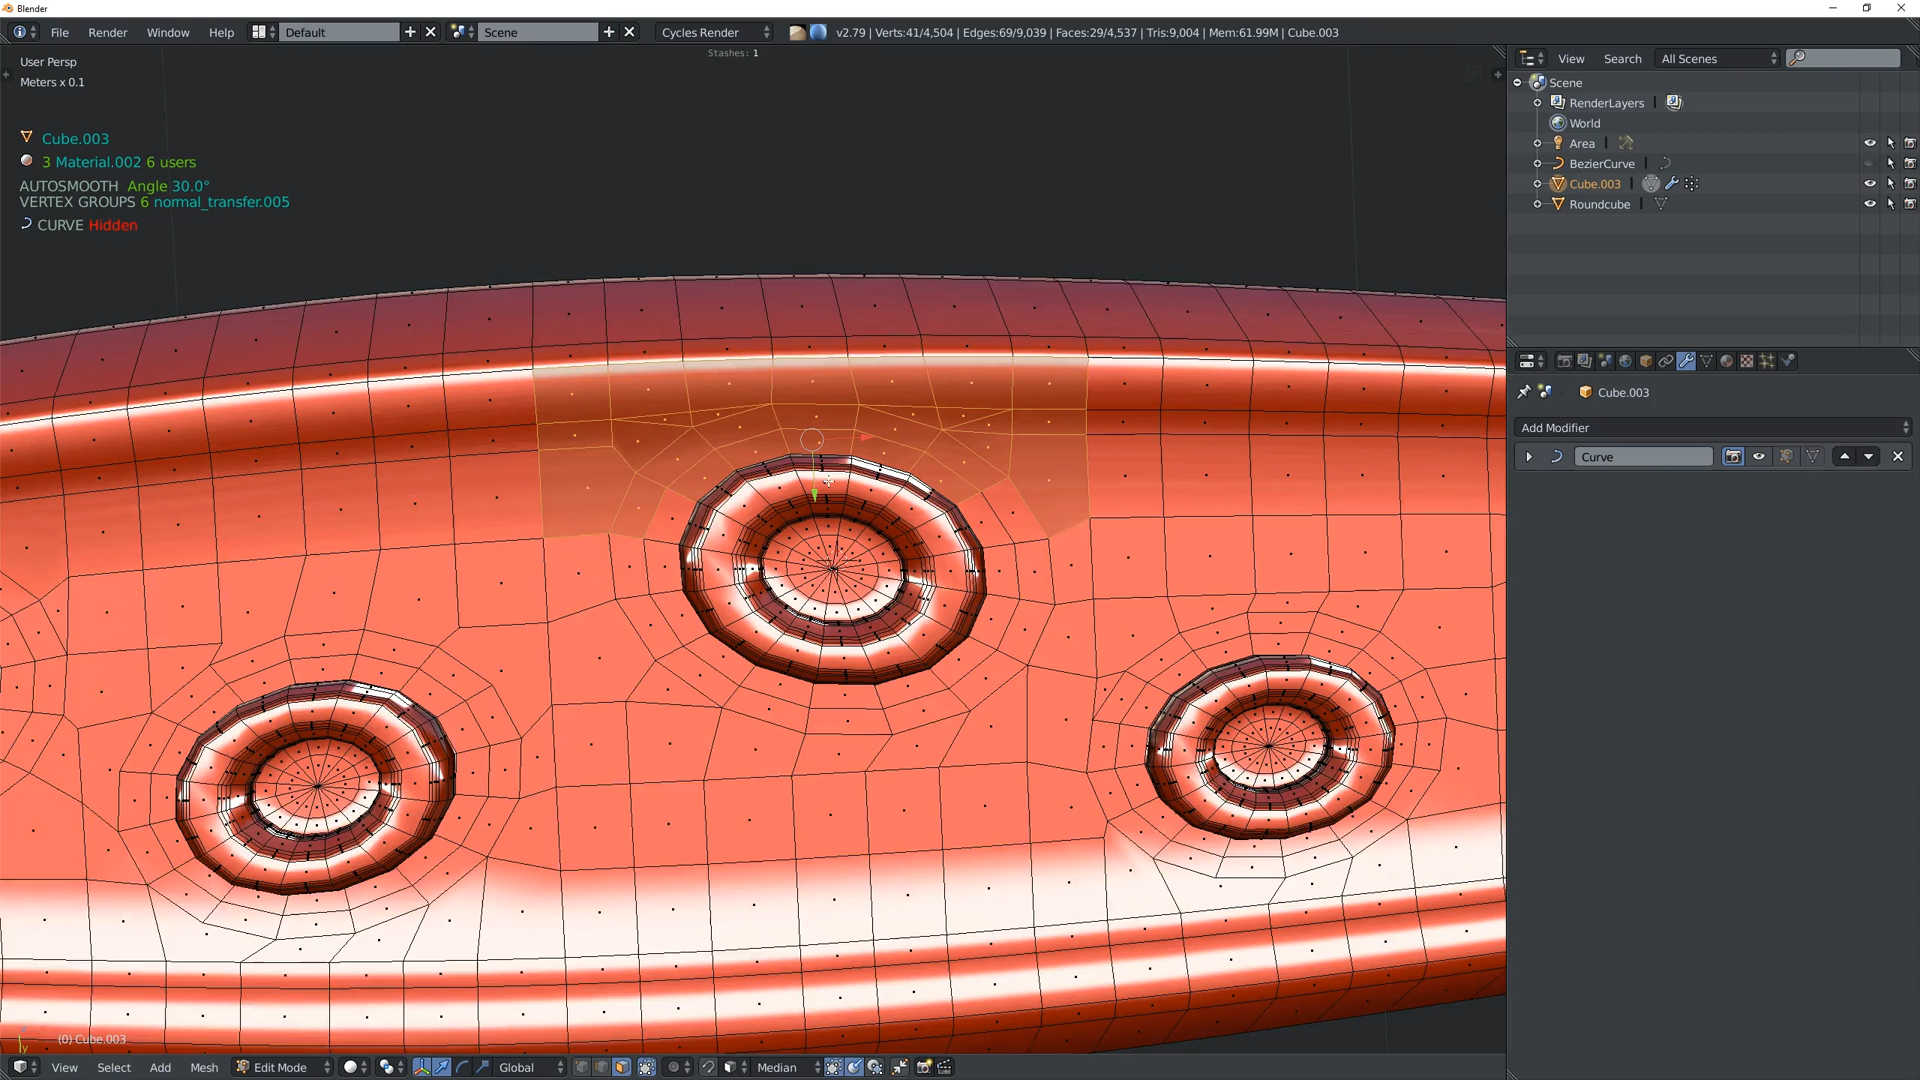 Blender
File Render Window Help Default Scene Cycles Render v2.79 | Verts:41/4,504 | Edges:69/9,039 | Faces:29/4,537 | Tris:9,004 | Mem:61.99M | Cube.003
Stashes: 1
User Persp
Meters x 0.1
Cube.003
3 Material.002 6 users
AUTOSMOOTH Angle 30.0°
VERTEX GROUPS 6 normal_transfer.005
CURVE Hidden
View Search All Scenes
Scene
RenderLayers
World
Area
BezierCurve
Cube.003
Roundcube
Cube.003
Add Modifier
Curve
(0) Cube.003
y
View Select Add Mesh Edit Mode Global Median